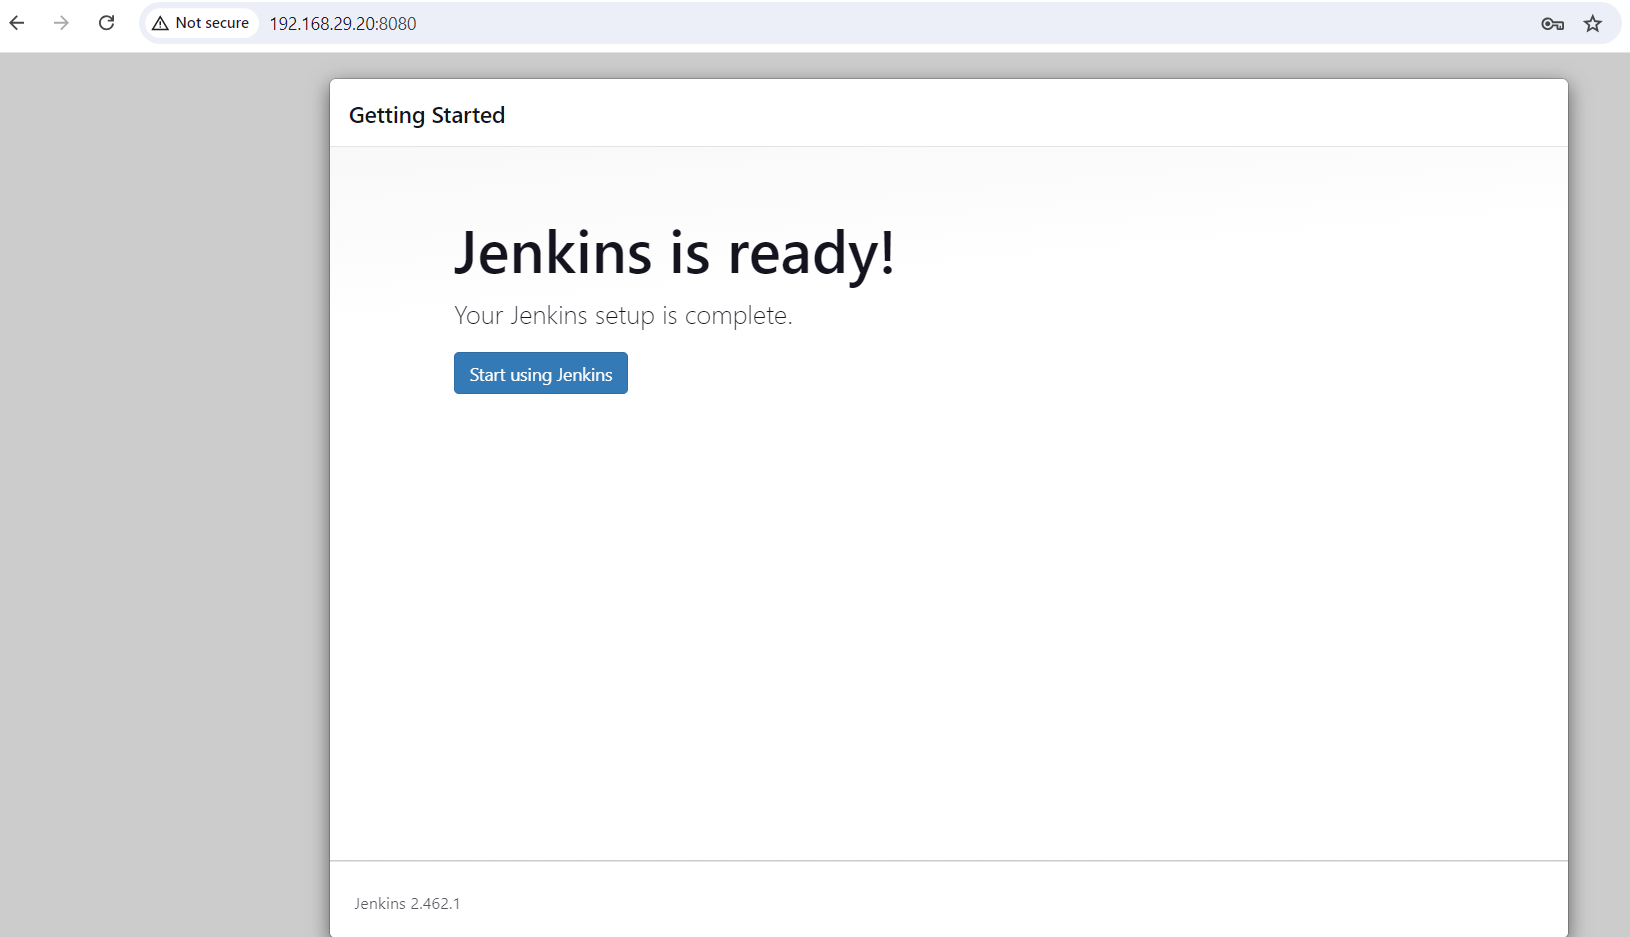 Not secure 192.168.29.20:8080
Getting Started
Jenkins is ready!
Your Jenkins setup is complete.
Start using Jenkins
Jenkins 2.462.1